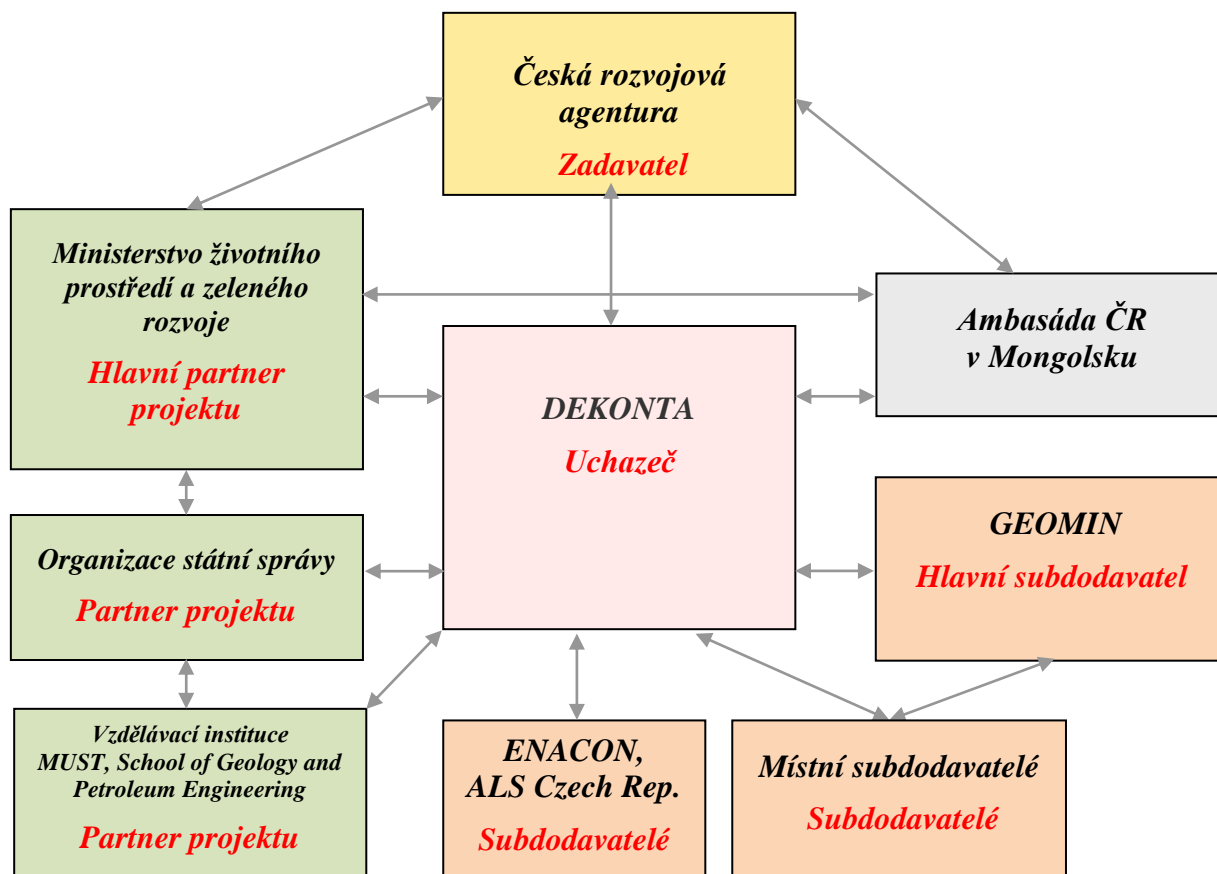 Česká rozvojová
agentura
Zadavatel
Ministerstvo životního
prostředí a zeleného
rozvoje
Hlavní partner
projektu
Ambasáda ČR
v Mongolsku
DEKONTA
Uchazeč
GEOMIN
Hlavní subdodavatel
Organizace státní správy
Partner projektu
Vzdělávací instituce
MUST, School of Geology and
Petroleum Engineering
Partner projektu
ENACON,
ALS Czech Rep.
Subdodavatelé
Místní subdodavatelé
Subdodavatelé